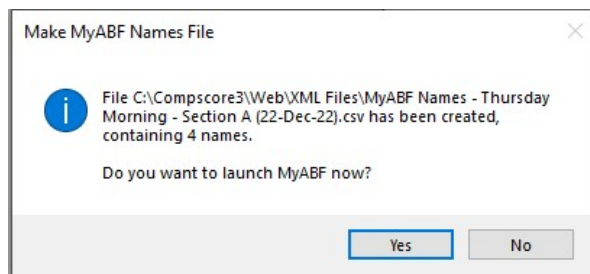 Make MyABF Names File
File C:\Compscore3\Web\XML Files\MyABF Names - Thursday
Morning - Section A (22-Dec-22).csv has been created,
containing 4 names.
Do you want to launch MyABF now?
Yes
No